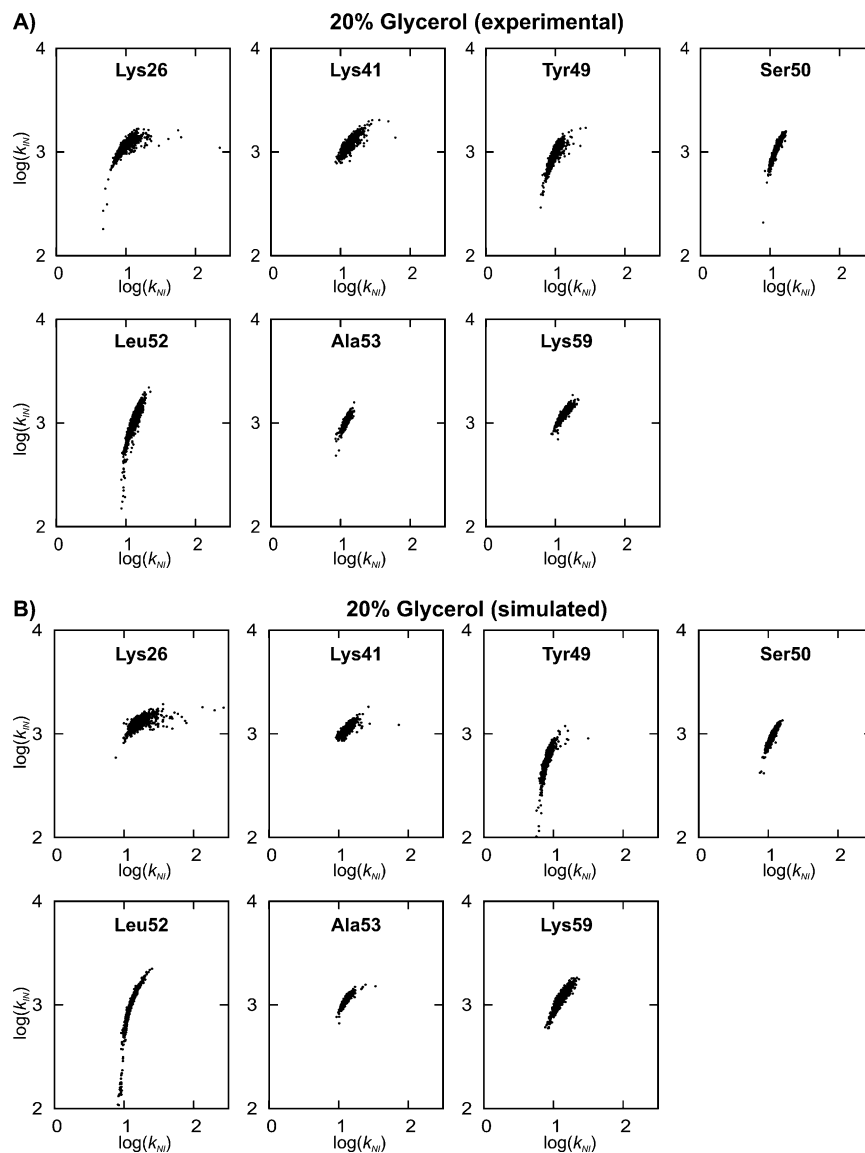 A) 20% Glycerol (experimental)
Lys26 Lys41 Tyr49 Ser50
4 4 4 4
log(k_IN)
3 3 3 3
2 2 2 2
0 1 2 0 1 2 0 1 2 0 1 2
log(k_NI) log(k_NI) log(k_NI) log(k_NI)
Leu52 Ala53 Lys59
4 4 4
log(k_IN)
3 3 3
2 2 2
0 1 2 0 1 2 0 1 2
log(k_NI) log(k_NI) log(k_NI)
B) 20% Glycerol (simulated)
4 4 4 4
Lys26 Lys41 Tyr49 Ser50
log(k_IN)
3 3 3 3
2 2 2 2
0 1 2 0 1 2 0 1 2 0 1 2
log(k_NI) log(k_NI) log(k_NI) log(k_NI)
4 4 4
Leu52 Ala53 Lys59
log(k_IN)
3 3 3
2 2 2
0 1 2 0 1 2 0 1 2
log(k_NI) log(k_NI) log(k_NI)